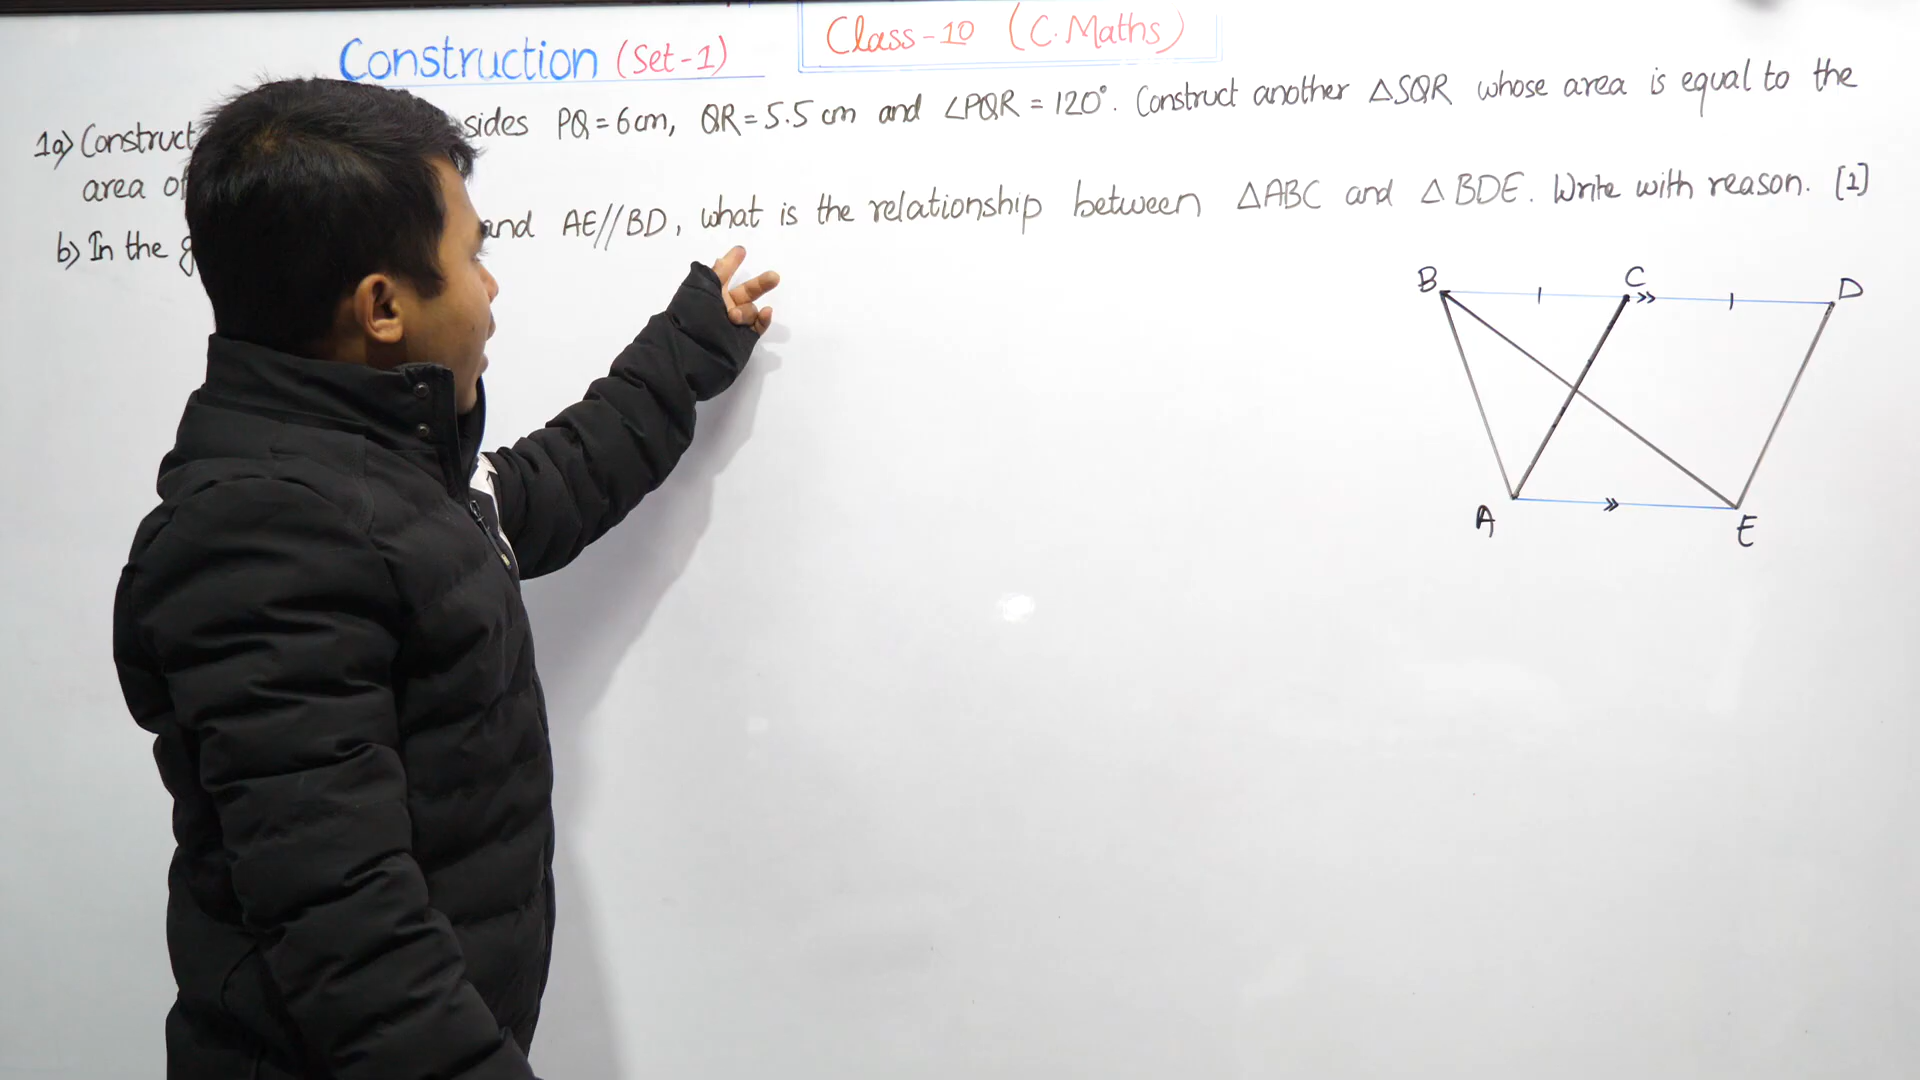 Construction (Set-1)
Class-10 (C.Maths)
1a) Construct sides PQ=6cm, QR=5.5 cm and ∠PQR = 120°. Construct another △SQR whose area is equal to the
area of
b) In the and AE//BD, what is the relationship between △ABC and △BDE. Write with reason. [1]
B C D
A E